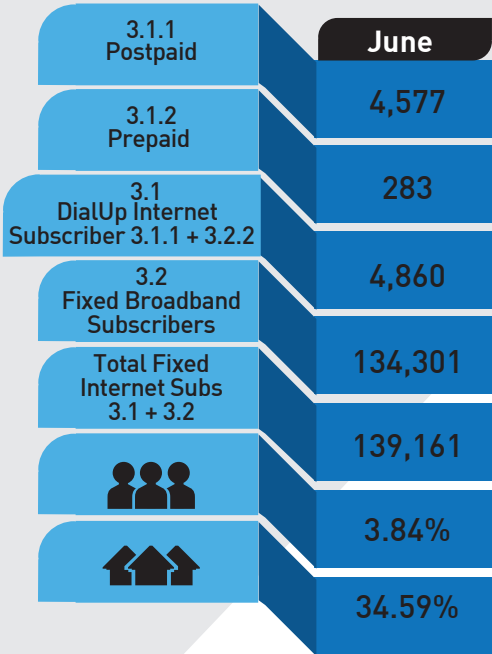 June
3.1.1
Postpaid
4,577
3.1.2
Prepaid
283
3.1
DialUp Internet
Subscriber 3.1.1 + 3.2.2
4,860
3.2
Fixed Broadband
Subscribers
134,301
Total Fixed
Internet Subs
3.1 + 3.2
139,161
3.84%
34.59%